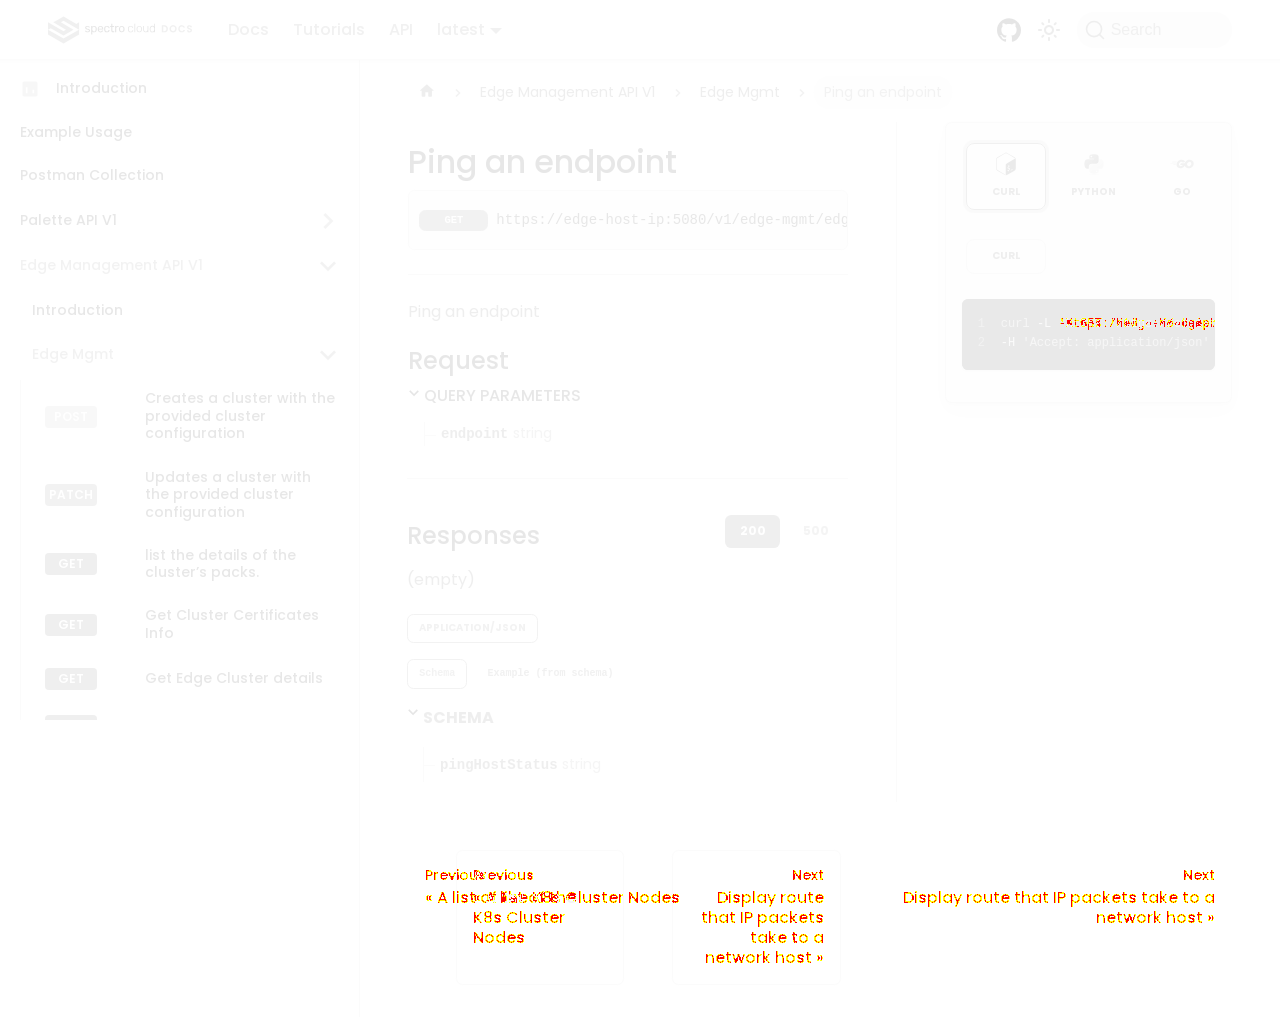 spectro cloud DOCS Docs Tutorials API latest Search
Introduction
Example Usage
Postman Collection
Palette API V1
Edge Management API V1
Introduction
Edge Mgmt
POST Creates a cluster with the
provided cluster
configuration
PATCH Updates a cluster with
the provided cluster
configuration
GET list the details of the
cluster's packs.
GET Get Cluster Certificates
Info
GET Get Edge Cluster details
Edge Management API V1 Edge Mgmt Ping an endpoint
Ping an endpoint
GET https://edge-host-ip:5080/v1/edge-mgmt/edg
Ping an endpoint
Request
QUERY PARAMETERS
endpoint string
Responses 200 500
(empty)
APPLICATION/JSON
Schema Example (from schema)
SCHEMA
pingHostStatus string
CURL PYTHON GO
CURL
1 curl -L
2 -H 'Accept: application/json'
Previous Previous
« A list of K8s Cluster Nodes
K8s Cluster
Nodes
Next
Display route
that IP packets
take to a
network host »
Next
Display route that IP packets take to a
network host »